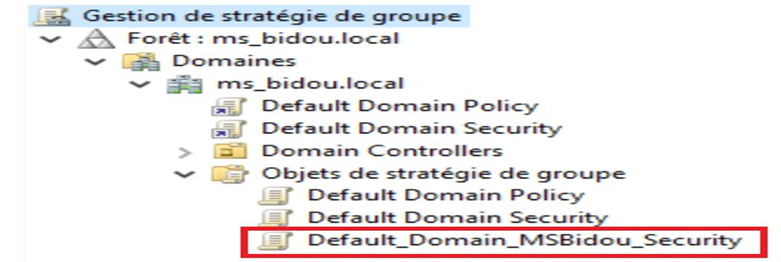 Gestion de stratégie de groupe
Forêt : ms_bidou.local
Domaines
ms_bidou.local
Default Domain Policy
Default Domain Security
Domain Controllers
Objets de stratégie de groupe
Default Domain Policy
Default Domain Security
Default_Domain_MSBidou_Security